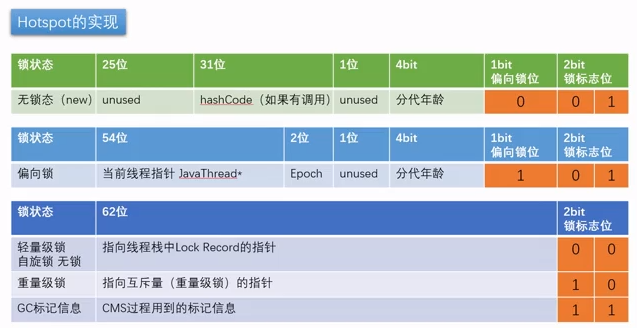 Hotspot的实现
锁状态 25位 31位 1位 4bit 1bit 偏向锁位 2bit 锁标志位
无锁态（new） unused hashCode（如果有调用） unused 分代年龄 0 0 1
锁状态 54位 2位 1位 4bit 1bit 偏向锁位 2bit 锁标志位
偏向锁 当前线程指针 JavaThread* Epoch unused 分代年龄 1 0 1
锁状态 62位 2bit 锁标志位
轻量级锁 自旋锁 无锁 指向线程栈中Lock Record的指针 0 0
重量级锁 指向互斥量（重量级锁）的指针 1 0
GC标记信息 CMS过程用到的标记信息 1 1